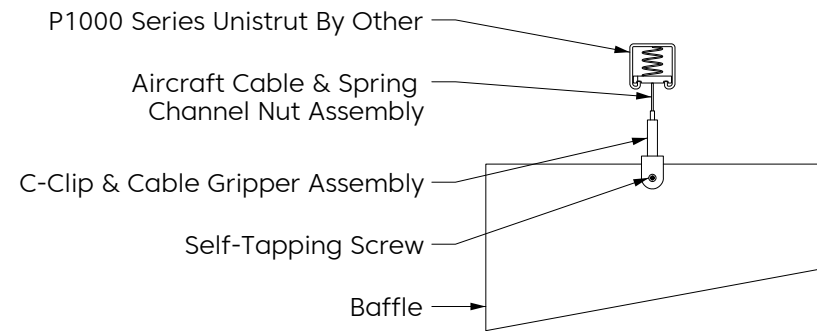 P1000 Series Unistrut By Other
Aircraft Cable & Spring
Channel Nut Assembly
C-Clip & Cable Gripper Assembly
Self-Tapping Screw
Baffle